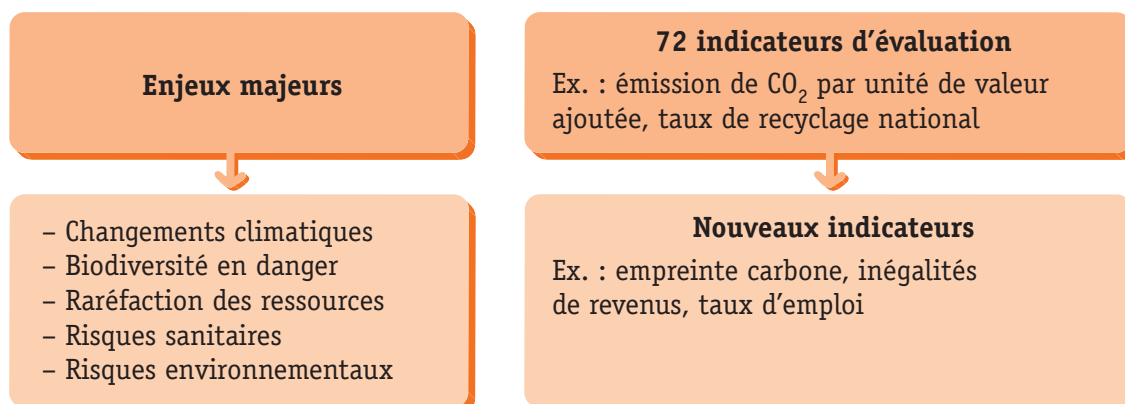 Enjeux majeurs
– Changements climatiques
– Biodiversité en danger
– Raréfaction des ressources
– Risques sanitaires
– Risques environnementaux
72 indicateurs d’évaluation
Ex. : émission de CO₂ par unité de valeur
ajoutée, taux de recyclage national
Nouveaux indicateurs
Ex. : empreinte carbone, inégalités
de revenus, taux d’emploi